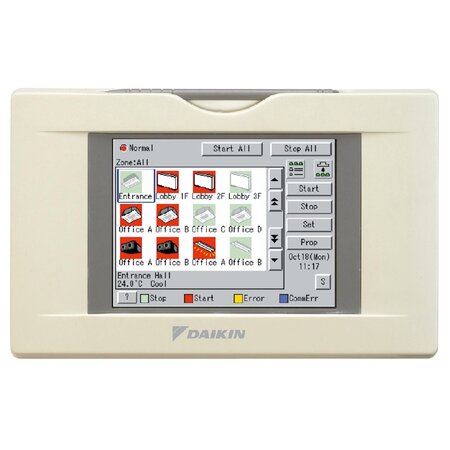 Normal Start All Stop All
Zone:All
Entrance Lobby 1F Lobby 2F Lobby 3F
Start
Stop
Office A Office B Office C Office D
Set
Prop
Office A Office B Office A Office B
Oct18(Mon)
11:17
Entrance Hall
24.0°C Cool
S
? Stop Start Error CommErr
DAIKIN